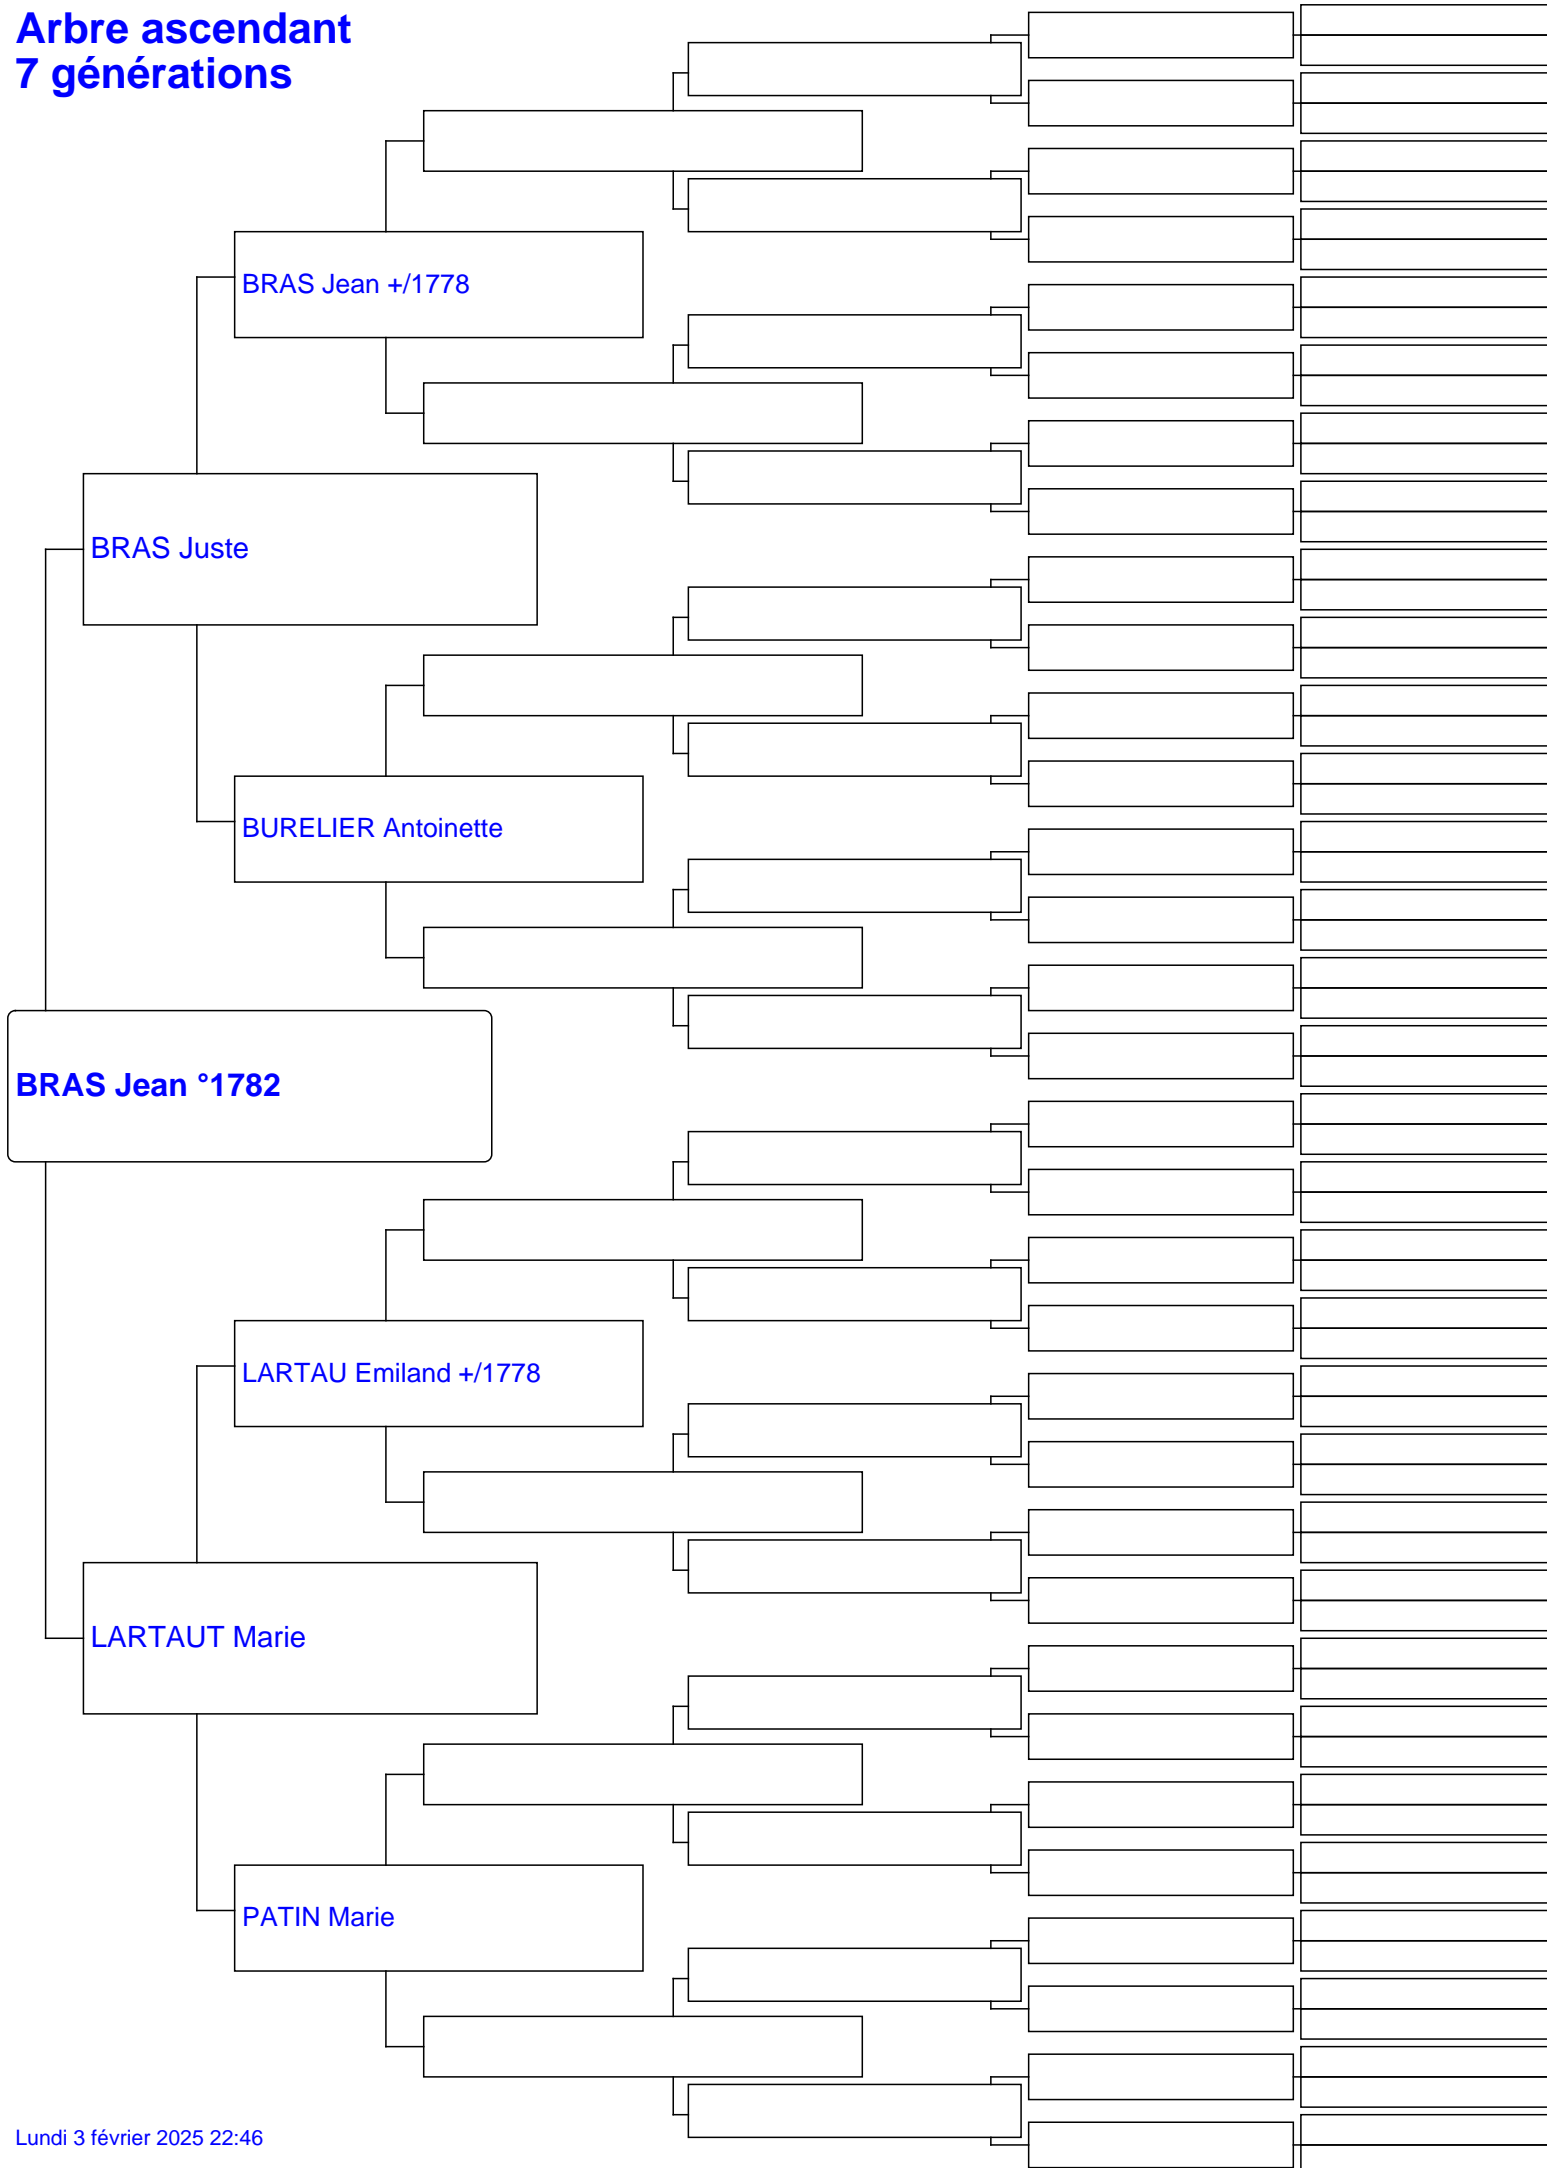 Arbre ascendant
7 générations
BRAS Jean +/1778
BRAS Juste
BURELIER Antoinette
BRAS Jean °1782
LARTAU Emiland +/1778
LARTAUT Marie
PATIN Marie
Lundi 3 février 2025 22:46